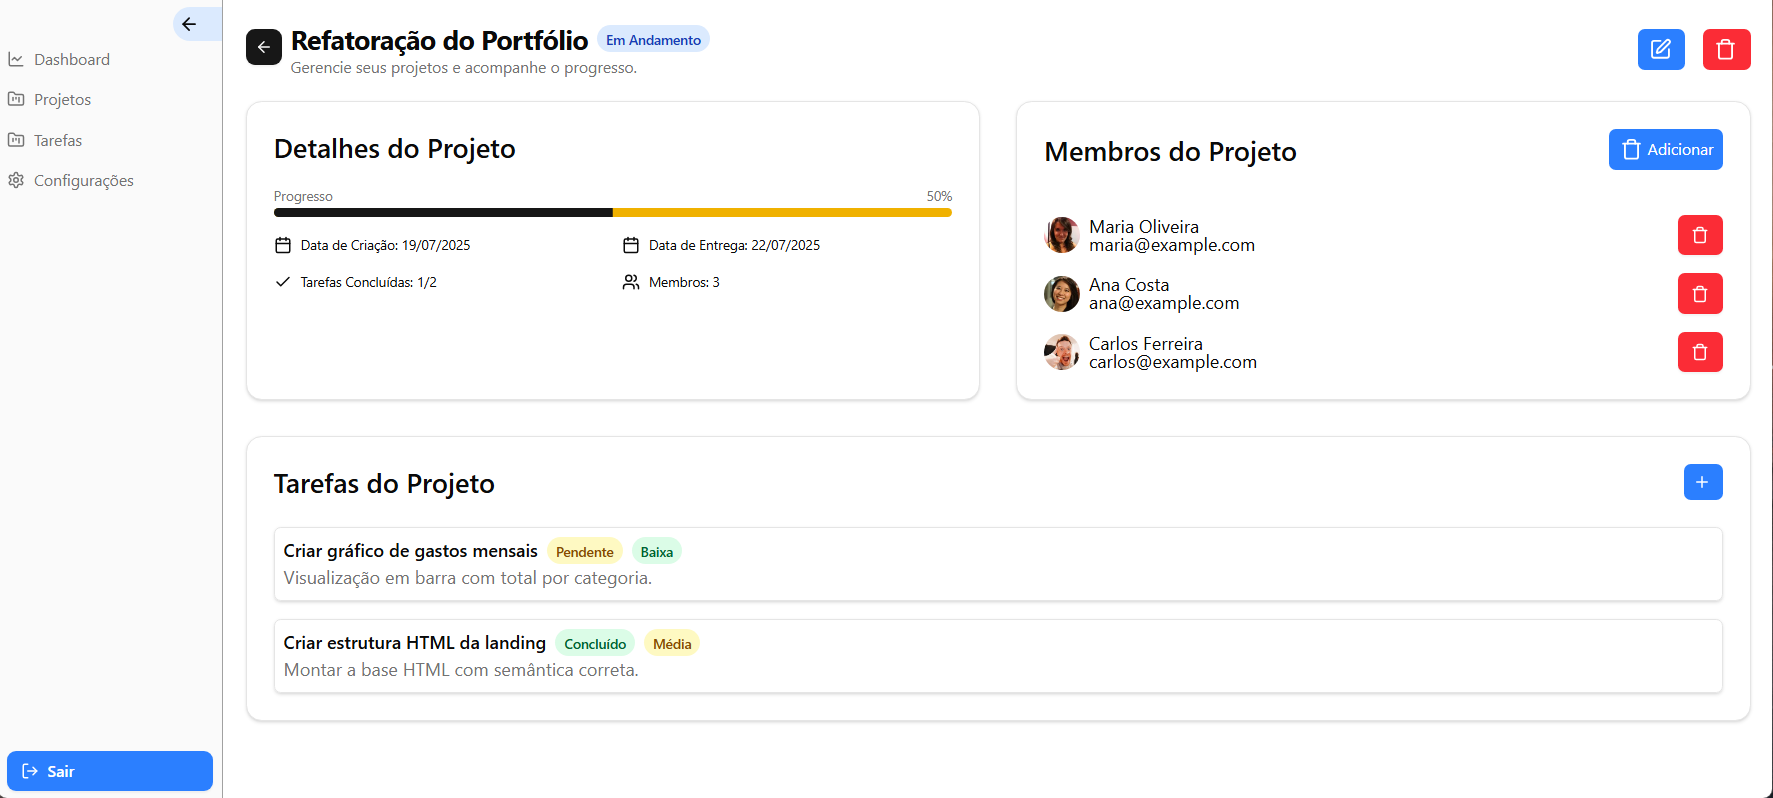 Dashboard
Projetos
Tarefas
Configurações
Sair
Refatoração do Portfólio
Em Andamento
Gerencie seus projetos e acompanhe o progresso.
Detalhes do Projeto
Progresso
50%
Data de Criação: 19/07/2025
Data de Entrega: 22/07/2025
Tarefas Concluídas: 1/2
Membros: 3
Membros do Projeto
Adicionar
Maria Oliveira
maria@example.com
Ana Costa
ana@example.com
Carlos Ferreira
carlos@example.com
Tarefas do Projeto
Criar gráfico de gastos mensais
Pendente
Baixa
Visualização em barra com total por categoria.
Criar estrutura HTML da landing
Concluído
Média
Montar a base HTML com semântica correta.